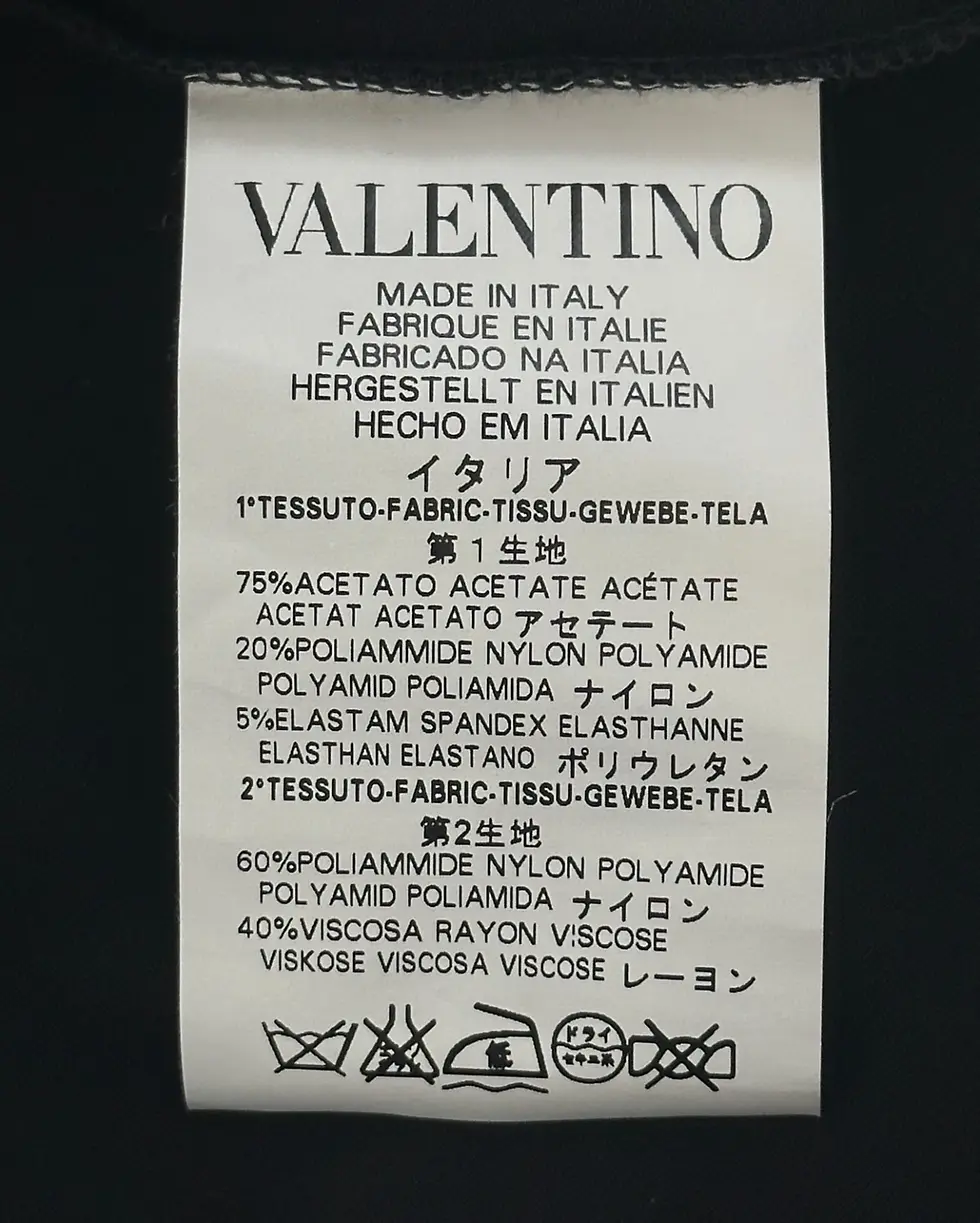 VALENTINO
MADE IN ITALY
FABRIQUE EN ITALIE
FABRICADO NA ITALIA
HERGESTELLT EN ITALIEN
HECHO EM ITALIA
イタリア
1°TESSUTO-FABRIC-TISSU-GEWEBE-TELA
第1生地
75%ACETATO ACETATE ACÉTATE
ACETAT ACETATO アセテート
20%POLIAMMIDE NYLON POLYAMIDE
POLYAMID POLIAMIDA ナイロン
5%ELASTAM SPANDEX ELASTHANNE
ELASTHAN ELASTANO ポリウレタン
2°TESSUTO-FABRIC-TISSU-GEWEBE-TELA
第2生地
60%POLIAMMIDE NYLON POLYAMIDE
POLYAMID POLIAMIDA ナイロン
40%VISCOSA RAYON VISCOSE
VISKOSE VISCOSA VISCOSE レーヨン
低 ドライ